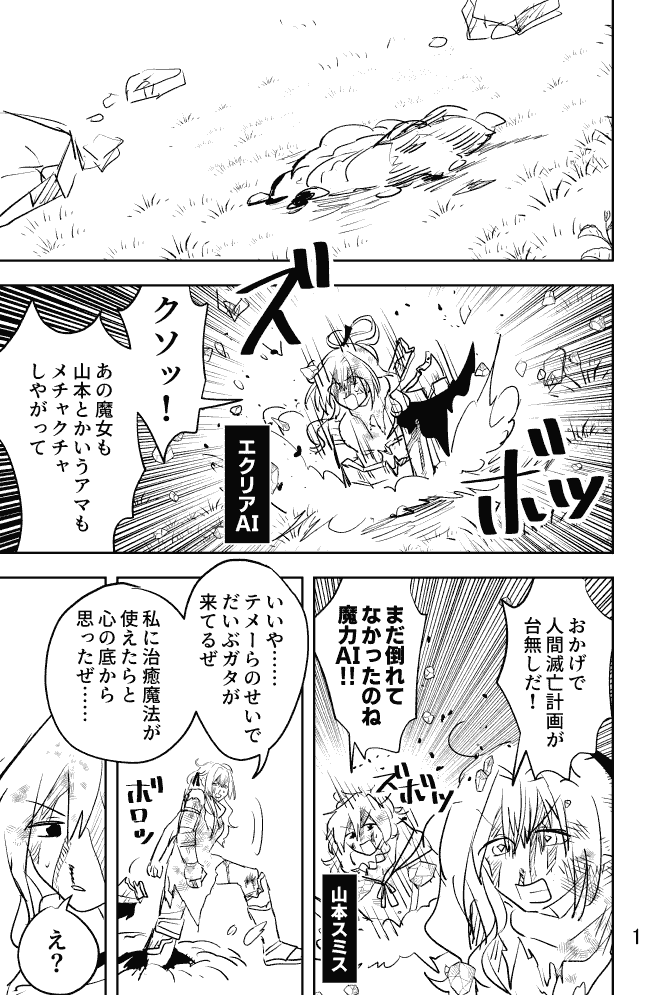 ズ
ボッ
クソッ！
エクリアAI
あの魔女も
山本とかいうアマも
メチャクチャ
しやがって
おかげで
人間滅亡計画が
台無しだ！
まだ倒れて
なかったのね
魔力AI!!
ズボッ
山本スミス
いいや……
テメーらのせいで
だいぶガタが
来てるぜ
私に治癒魔法が
使えたらと
心の底から
思ったぜ……
ボロッ
え？
1